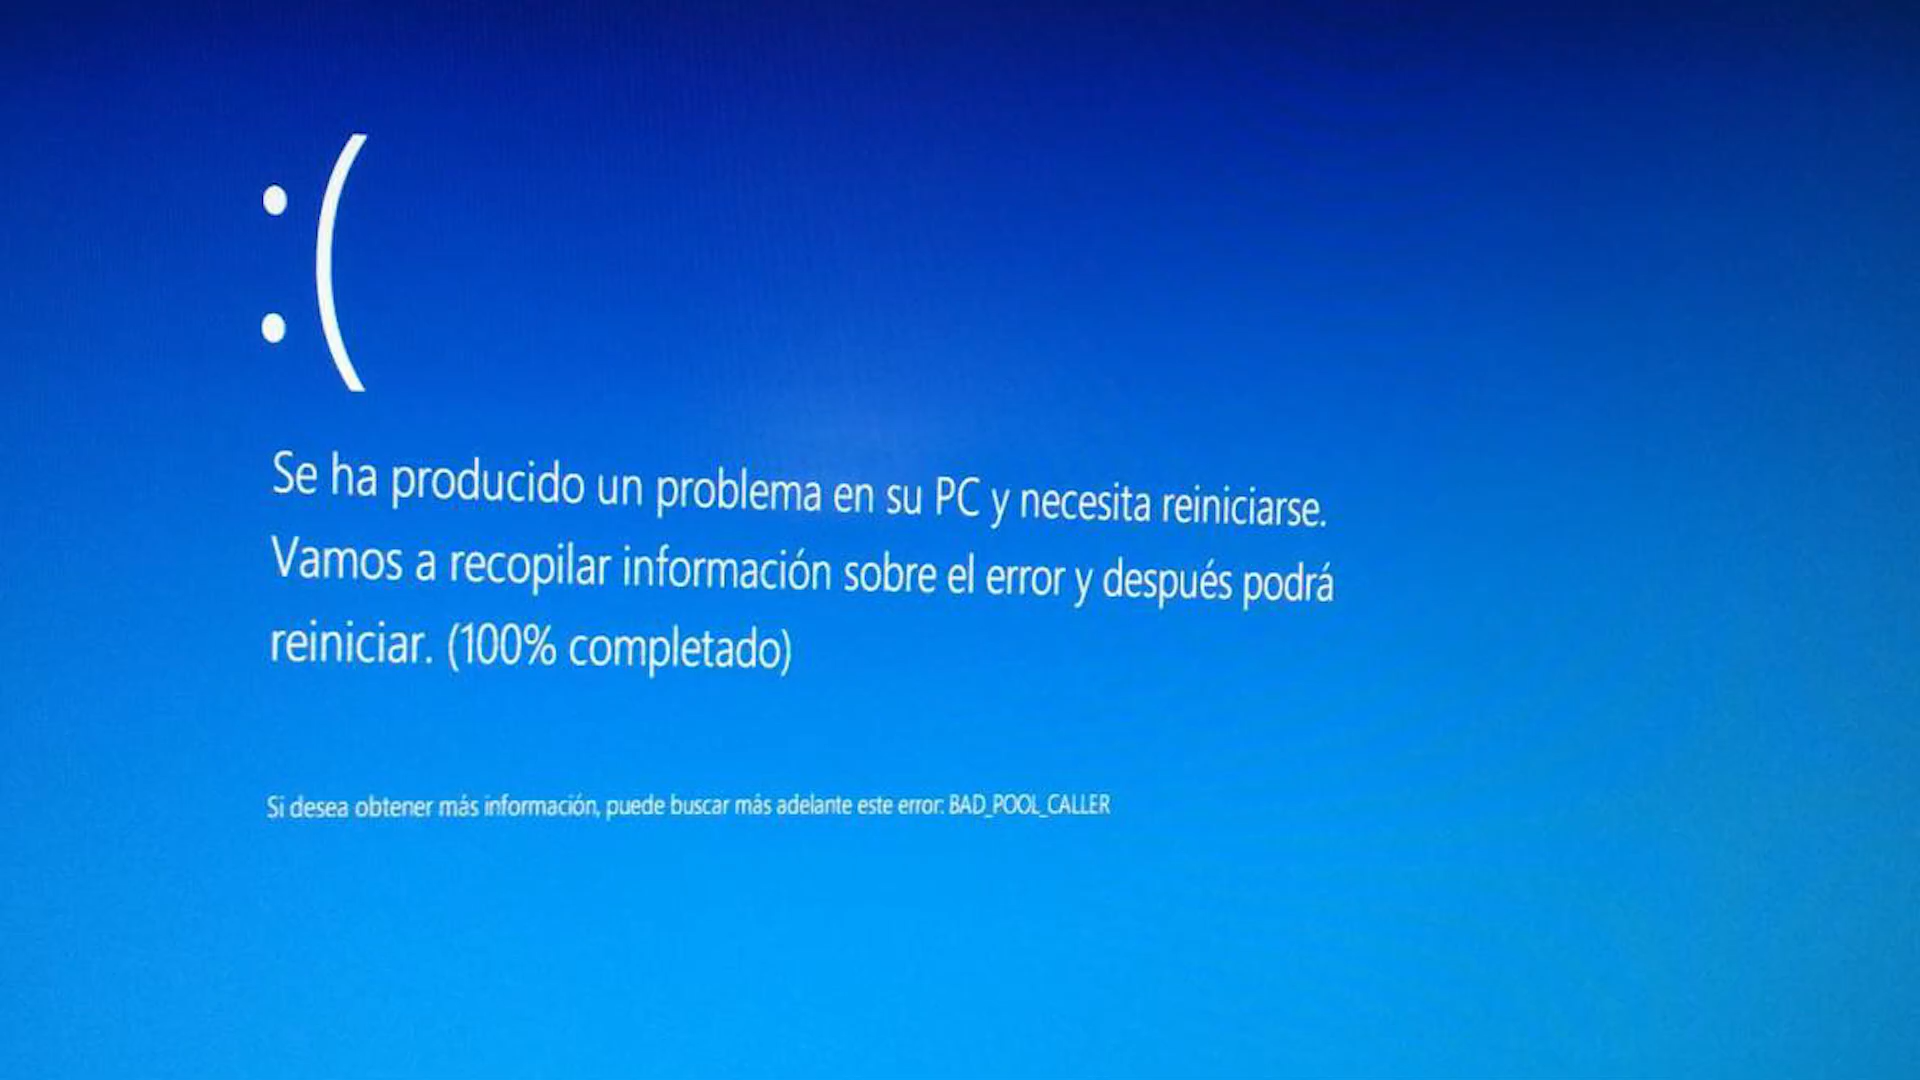 :(
Se ha producido un problema en su PC y necesita reiniciarse.
Vamos a recopilar información sobre el error y después podrá
reiniciar. (100% completado)
Si desea obtener más información, puede buscar más adelante este error: BAD_POOL_CALLER